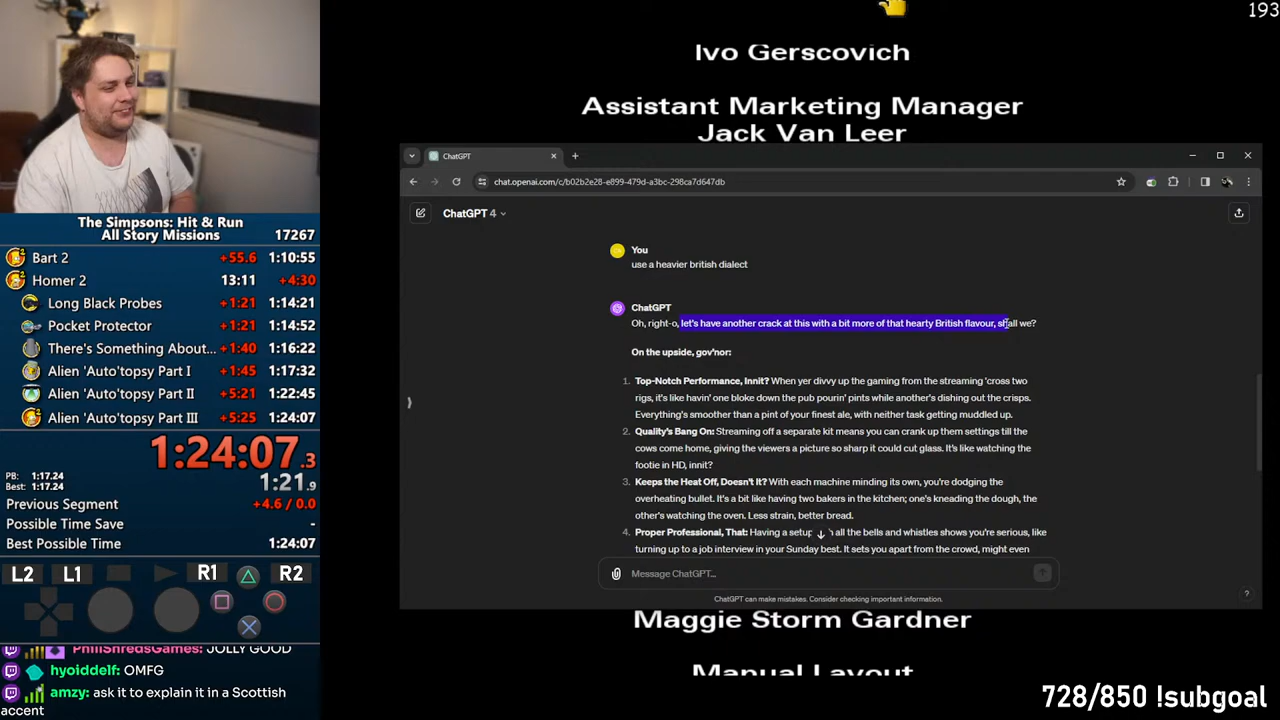 193
Ivo Gerscovich
Assistant Marketing Manager
Jack Van Leer
ChatGPT
chat.openai.com/c/b02b2e28-e899-479d-a3bc-298ca7d647db
ChatGPT 4
You
use a heavier british dialect
ChatGPT
Oh, right-o, let's have another crack at this with a bit more of that hearty British flavour, shall we?
On the upside, gov'nor:
1. Top-Notch Performance, Innit? When yer divvy up the gaming from the streaming 'cross two
rigs, it's like havin' one bloke down the pub pourin' pints while another's dishing out the crisps.
Everything's smoother than a pint of your finest ale, with neither task getting muddled up.
2. Quality's Bang On: Streaming off a separate kit means you can crank up them settings till the
cows come home, giving the viewers a picture so sharp it could cut glass. It's like watching the
footie in HD, innit?
3. Keeps the Heat Off, Doesn't It? With each machine minding its own, you're dodging the
overheating bullet. It's a bit like having two bakers in the kitchen; one's kneading the dough, the
other's watching the oven. Less strain, better bread.
4. Proper Professional, That: Having a setup all the bells and whistles shows you're serious, like
turning up to a job interview in your Sunday best. It sets you apart from the crowd, might even
Message ChatGPT...
ChatGPT can make mistakes. Consider checking important information.
?
Maggie Storm Gardner
Manual Layout
The Simpsons: Hit & Run
All Story Missions 17267
Bart 2 +55.6 1:10:55
Homer 2 13:11 +4:30
Long Black Probes +1:21 1:14:21
Pocket Protector +1:21 1:14:52
There's Something About... +1:40 1:16:22
Alien 'Auto'topsy Part I +1:45 1:17:32
Alien 'Auto'topsy Part II +5:21 1:22:45
Alien 'Auto'topsy Part III +5:21 1:24:07
1:24:07.3
PB: 1:17.24
Best: 1:17.24
1:21.9
Previous Segment +4.6 / 0.0
Possible Time Save -
Best Possible Time 1:24:07
L2 L1 R1 R2
PhillShredsGames: JOLLY GOOD
hyoiddelf: OMFG
amzy: ask it to explain it in a Scottish
accent
728/850 !subgoal